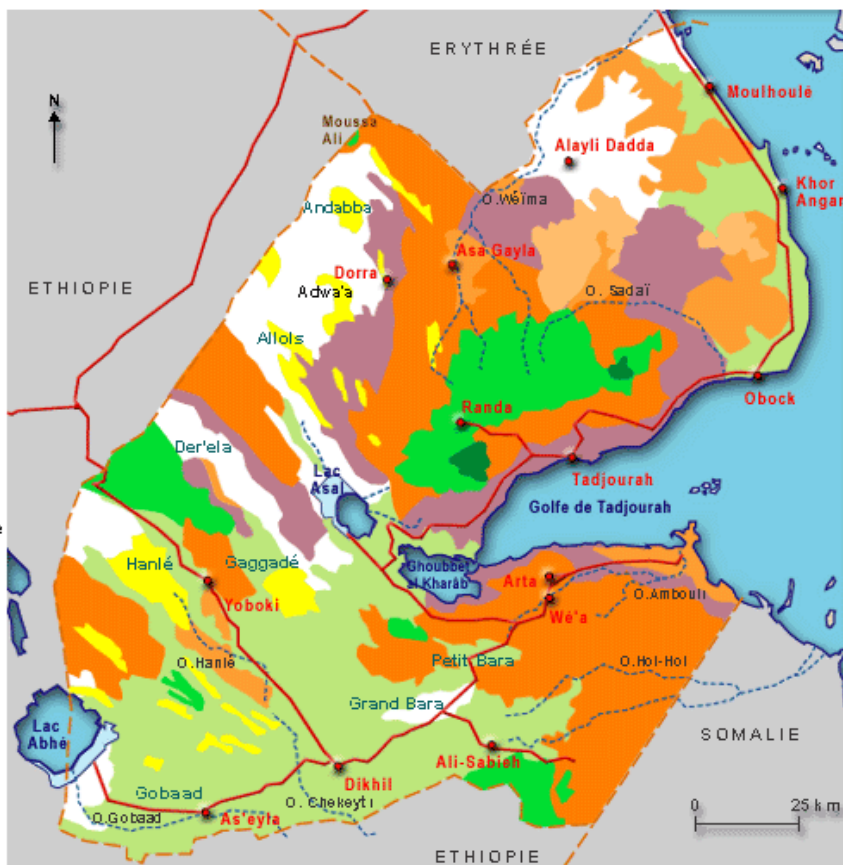 ERYTHRÉE
N
Moussa
Ali
Moulhoulé
Alayli Dadda
Khor
Angar
O.Wéïma
Andabba
Asa Gayla
Dorra
Adwa'a
O. Sadaï
ETHIOPIE
Allols
Obock
Randa
Der'ela
Tadjourah
Lac
Asal
Golfe de Tadjourah
Hanlé
Gaggadé
Ghoubbet
al Kharâb
Arta
O.Ambouli
Yoboki
Wé'a
O.Hanlé
Petit Bara
O.Hol-Hol
Grand Bara
SOMALIE
Lac
Abhé
Ali-Sabieh
Dikhil
Gobaad
O. Chekeyti
O.Gobaad
As'eyla
0 25 km
ETHIOPIE